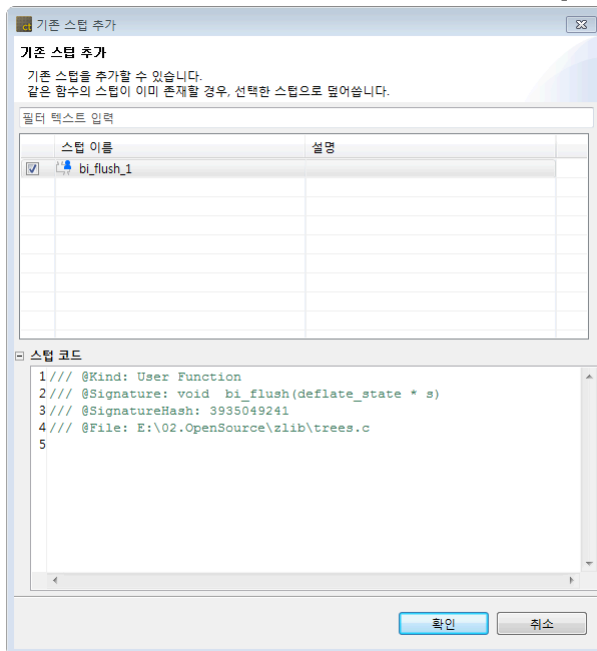 ct 기존 스텁 추가
기존 스텁 추가
기존 스텁을 추가할 수 있습니다.
같은 함수의 스텁이 이미 존재할 경우, 선택한 스텁으로 덮어씁니다.
필터 텍스트 입력
스텁 이름 설명
bi_flush_1
스텁 코드
1 /// @Kind: User Function
2 /// @Signature: void  bi_flush(deflate_state * s)
3 /// @SignatureHash: 3935049241
4 /// @File: E:\02.OpenSource\zlib\trees.c
5
확인 취소